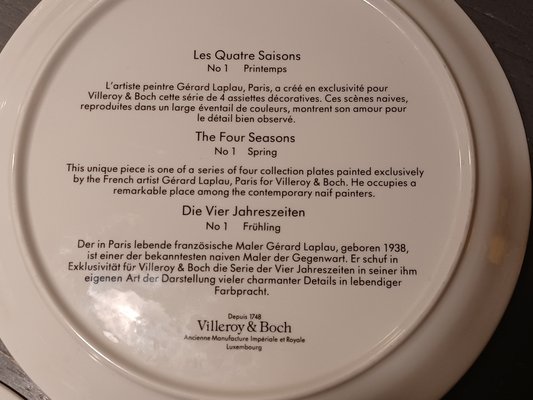 Les Quatre Saisons
No 1 Printemps
L'artiste peintre Gérard Laplau, Paris, a créé en exclusivité pour
Villeroy & Boch cette série de 4 assiettes décoratives. Ces scènes naives,
reproduites dans un large éventail de couleurs, montrent son amour pour
le détail bien observé.
The Four Seasons
No 1 Spring
This unique piece is one of a series of four collection plates painted exclusively
by the French artist Gérard Laplau, Paris for Villeroy & Boch. He occupies a
remarkable place among the contemporary naif painters.
Die Vier Jahreszeiten
No 1 Frühling
Der in Paris lebende französische Maler Gérard Laplau, geboren 1938,
ist einer der bekanntesten naiven Maler der Gegenwart. Er schuf in
Exklusivität für Villeroy & Boch die Serie der Vier Jahreszeiten in seiner ihm
eigenen Art der Darstellung vieler charmanter Details in lebendiger
Farbpracht.
Depuis 1748
Villeroy & Boch
Ancienne Manufacture Impériale et Royale
Luxembourg